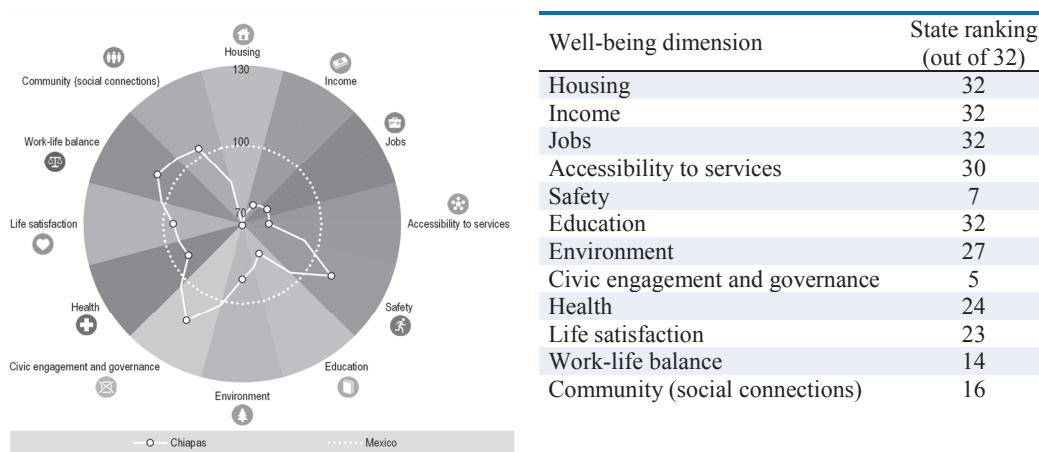 Housing
130
Community (social connections)
Income
Work-life balance
100
Jobs
70
Life satisfaction
Accessibility to services
Health
Safety
Civic engagement and governance
Education
Environment
Chiapas
Mexico
Well-being dimension State ranking (out of 32)
Housing 32
Income 32
Jobs 32
Accessibility to services 30
Safety 7
Education 32
Environment 27
Civic engagement and governance 5
Health 24
Life satisfaction 23
Work-life balance 14
Community (social connections) 16